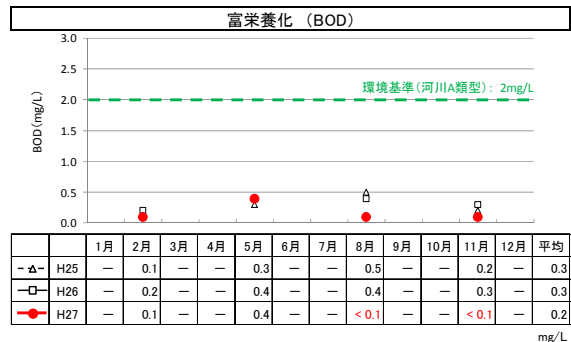 富栄養化 （BOD）
3.0
2.5
2.0
1.5
1.0
0.5
0.0
BOD(mg/L)
環境基準(河川A類型)： 2mg/L
1月 2月 3月 4月 5月 6月 7月 8月 9月 10月 11月 12月 平均
H25 － 0.1 － － 0.3 － － 0.5 － － 0.2 － 0.3
H26 － 0.2 － － 0.4 － － 0.4 － － 0.3 － 0.3
H27 － 0.1 － － 0.4 － － < 0.1 － － < 0.1 － 0.2
mg/L